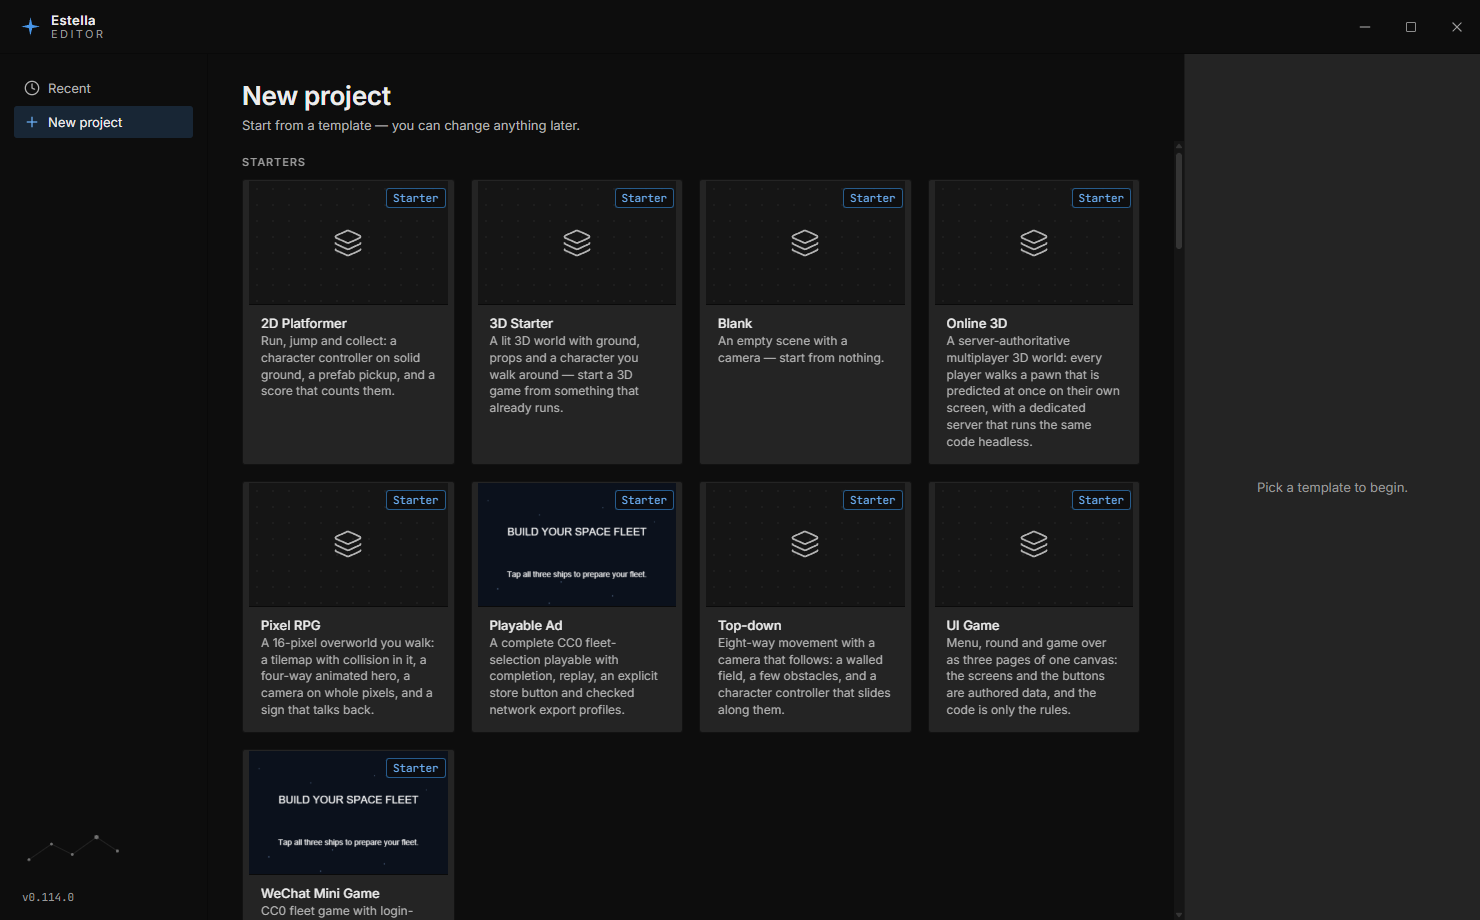 Estella
EDITOR
Recent
New project
v0.114.0
New project
Start from a template — you can change anything later.
STARTERS
Starter
2D Platformer
Run, jump and collect: a
character controller on solid
ground, a prefab pickup, and a
score that counts them.
Starter
3D Starter
A lit 3D world with ground,
props and a character you
walk around — start a 3D
game from something that
already runs.
Starter
Blank
An empty scene with a
camera — start from nothing.
Starter
Online 3D
A server-authoritative
multiplayer 3D world: every
player walks a pawn that is
predicted at once on their own
screen, with a dedicated
server that runs the same
code headless.
Starter
Pixel RPG
A 16-pixel overworld you walk:
a tilemap with collision in it, a
four-way animated hero, a
camera on whole pixels, and a
sign that talks back.
Starter
BUILD YOUR SPACE FLEET
Tap all three ships to prepare your fleet.
Playable Ad
A complete CC0 fleet-
selection playable with
completion, replay, an explicit
store button and checked
network export profiles.
Starter
Top-down
Eight-way movement with a
camera that follows: a walled
field, a few obstacles, and a
character controller that slides
along them.
Starter
UI Game
Menu, round and game over
as three pages of one canvas:
the screens and the buttons
are authored data, and the
code is only the rules.
Starter
BUILD YOUR SPACE FLEET
Tap all three ships to prepare your fleet.
WeChat Mini Game
CC0 fleet game with login-
Pick a template to begin.